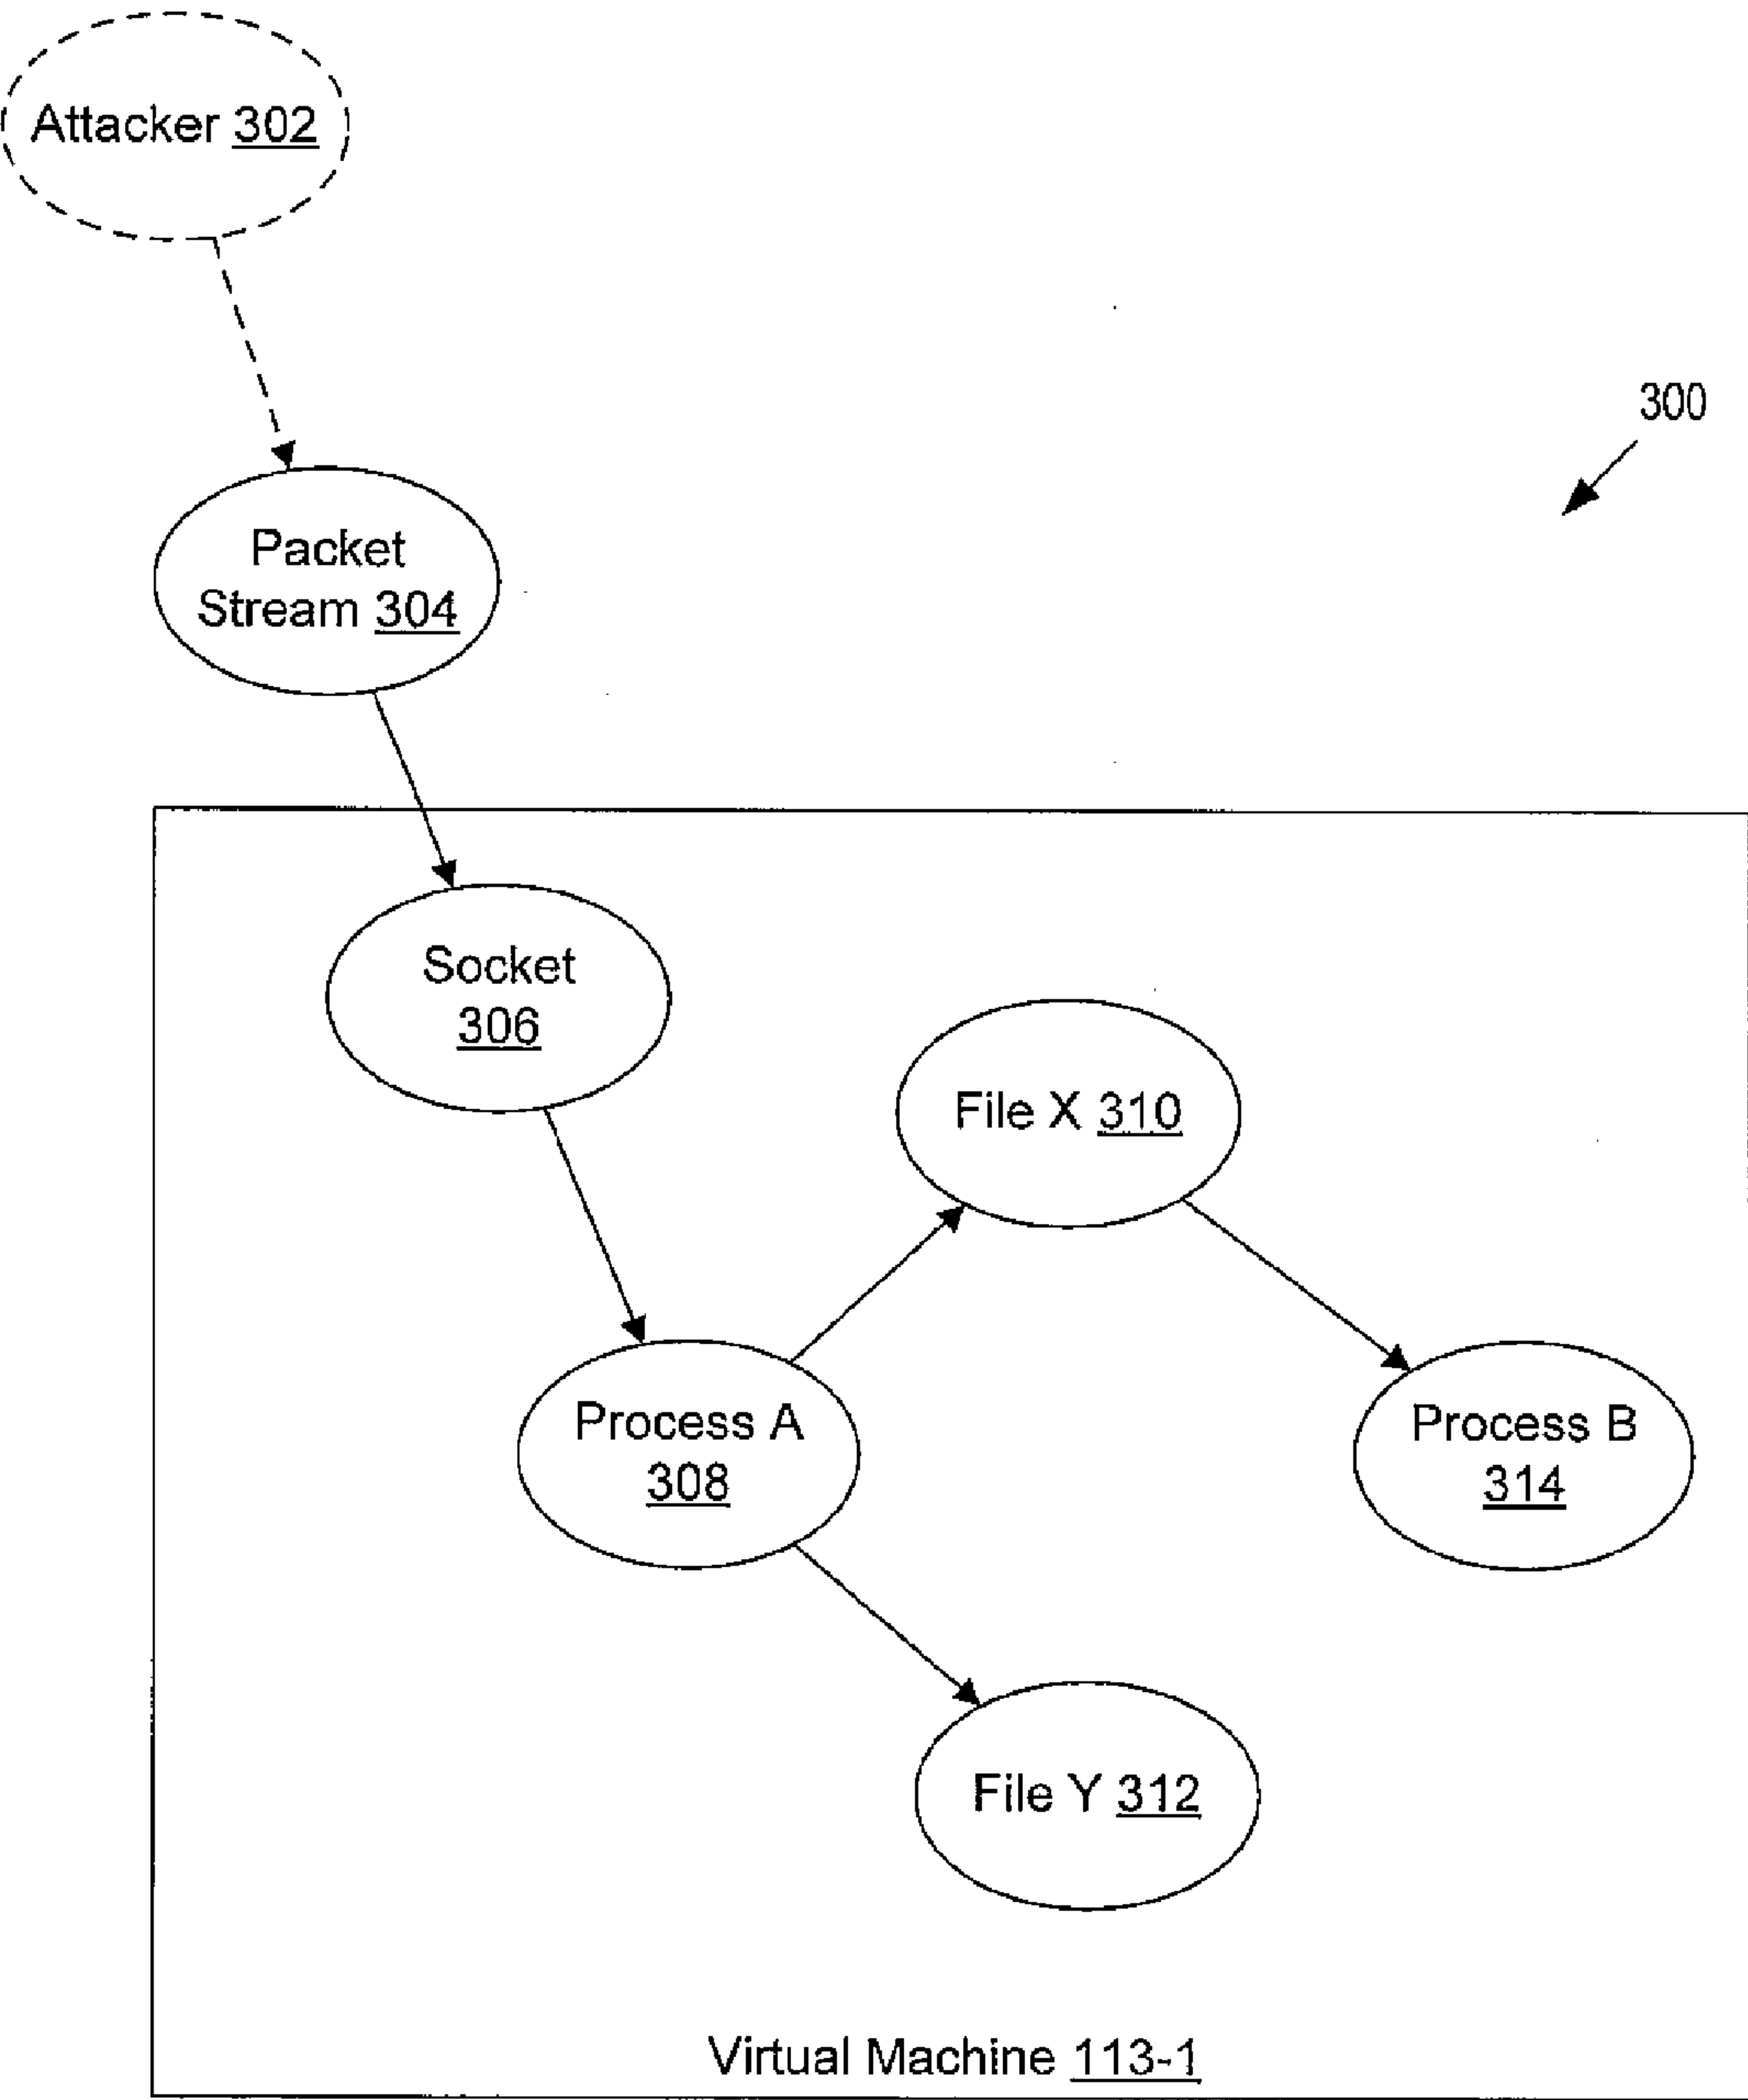 Attacker 302
300
Packet
Stream 304
Socket
306
File X 310
Process A
308
Process B
314
File Y 312
Virtual Machine 113-1